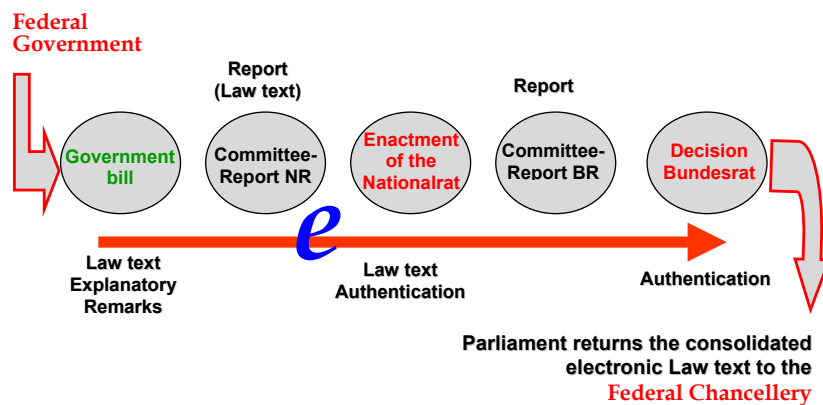 Federal
Government
Report
(Law text)
Report
Government
bill
Committee-
Report NR
Enactment
of the
Nationalrat
Committee-
Report BR
Decision
Bundesrat
e
Law text
Explanatory
Remarks
Law text
Authentication
Authentication
Parliament returns the consolidated
electronic Law text to the
Federal Chancellery